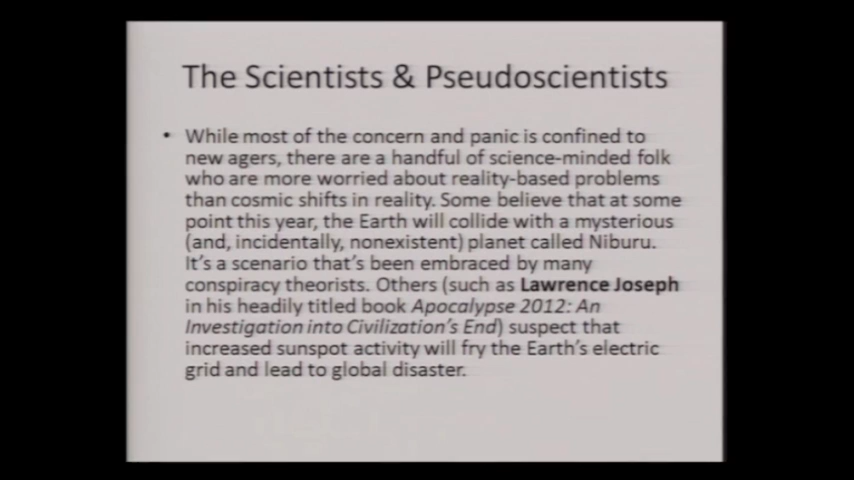 The Scientists & Pseudoscientists
• While most of the concern and panic is confined to
new agers, there are a handful of science-minded folk
who are more worried about reality-based problems
than cosmic shifts in reality. Some believe that at some
point this year, the Earth will collide with a mysterious
(and, incidentally, nonexistent) planet called Niburu.
It's a scenario that's been embraced by many
conspiracy theorists. Others (such as Lawrence Joseph
in his headily titled book Apocalypse 2012: An
Investigation into Civilization's End) suspect that
increased sunspot activity will fry the Earth's electric
grid and lead to global disaster.